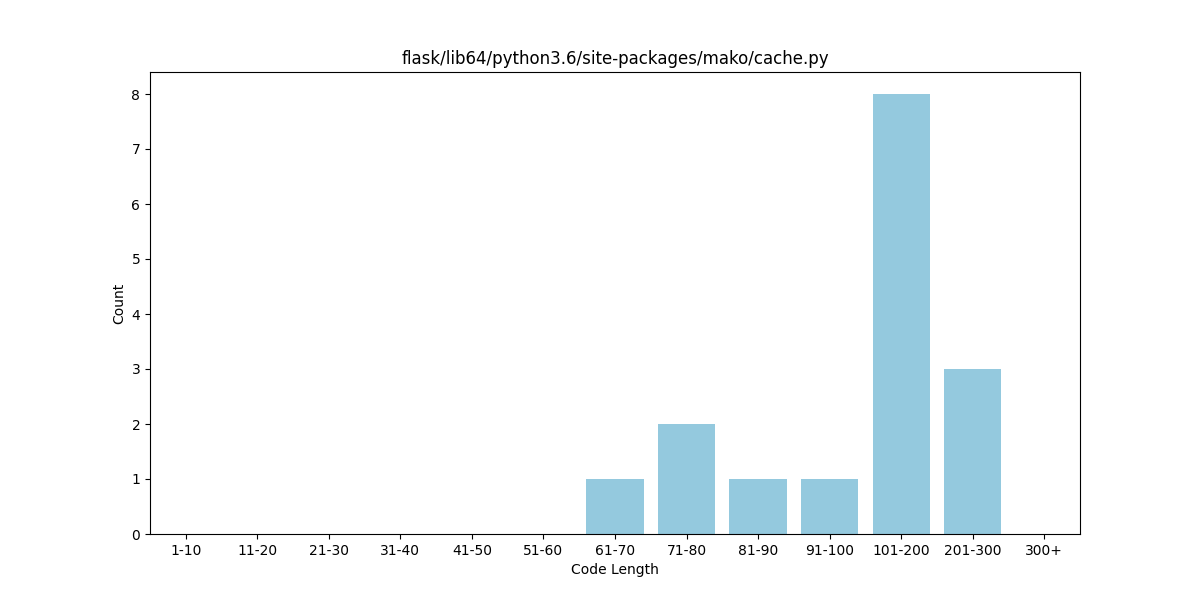 flask/lib64/python3.6/site-packages/mako/cache.py
8
7
6
5
4
3
2
1
0
Count
1-10 11-20 21-30 31-40 41-50 51-60 61-70 71-80 81-90 91-100 101-200 201-300 300+
Code Length